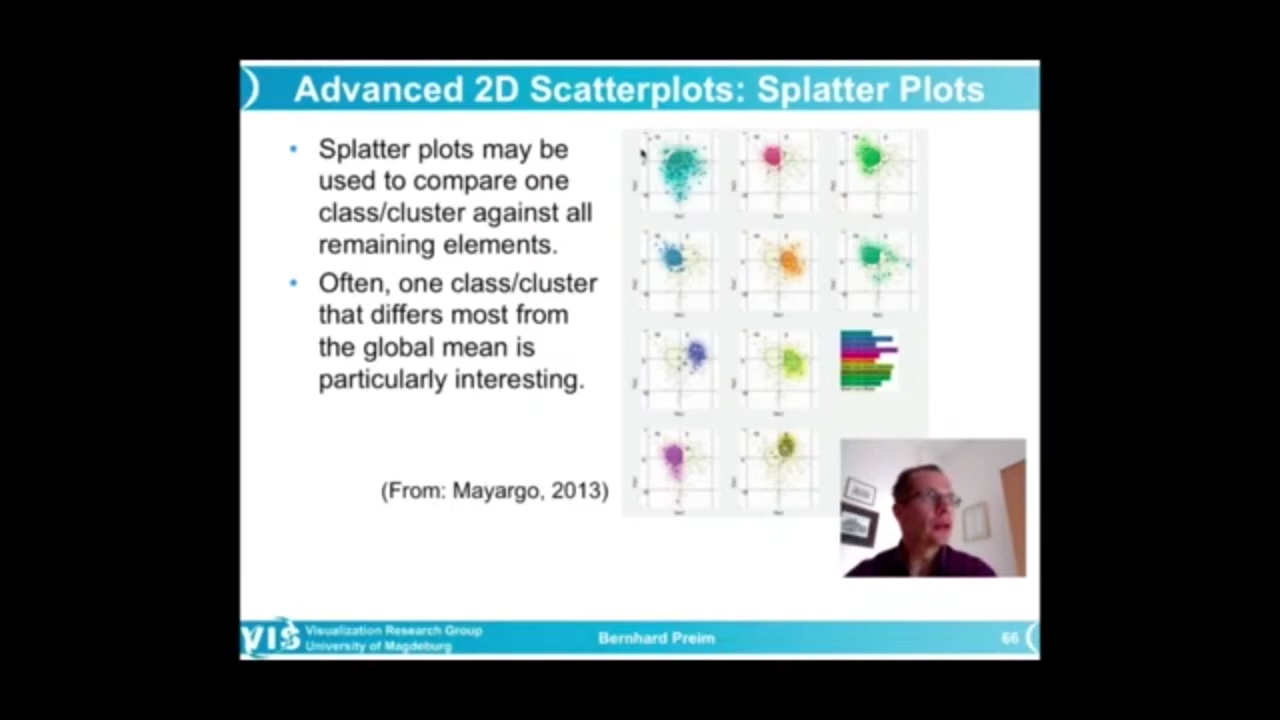 Advanced 2D Scatterplots: Splatter Plots
• Splatter plots may be
used to compare one
class/cluster against all
remaining elements.
• Often, one class/cluster
that differs most from
the global mean is
particularly interesting.
(From: Mayargo, 2013)
VIS
Visualization Research Group
University of Magdeburg
Bernhard Preim
66